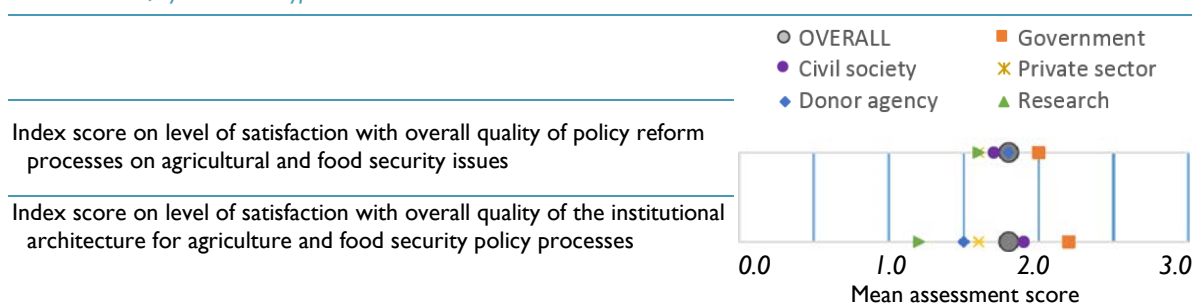 OVERALL Government
Civil society Private sector
Donor agency Research
Index score on level of satisfaction with overall quality of policy reform
processes on agricultural and food security issues
Index score on level of satisfaction with overall quality of the institutional
architecture for agriculture and food security policy processes
0.0 1.0 2.0 3.0
Mean assessment score